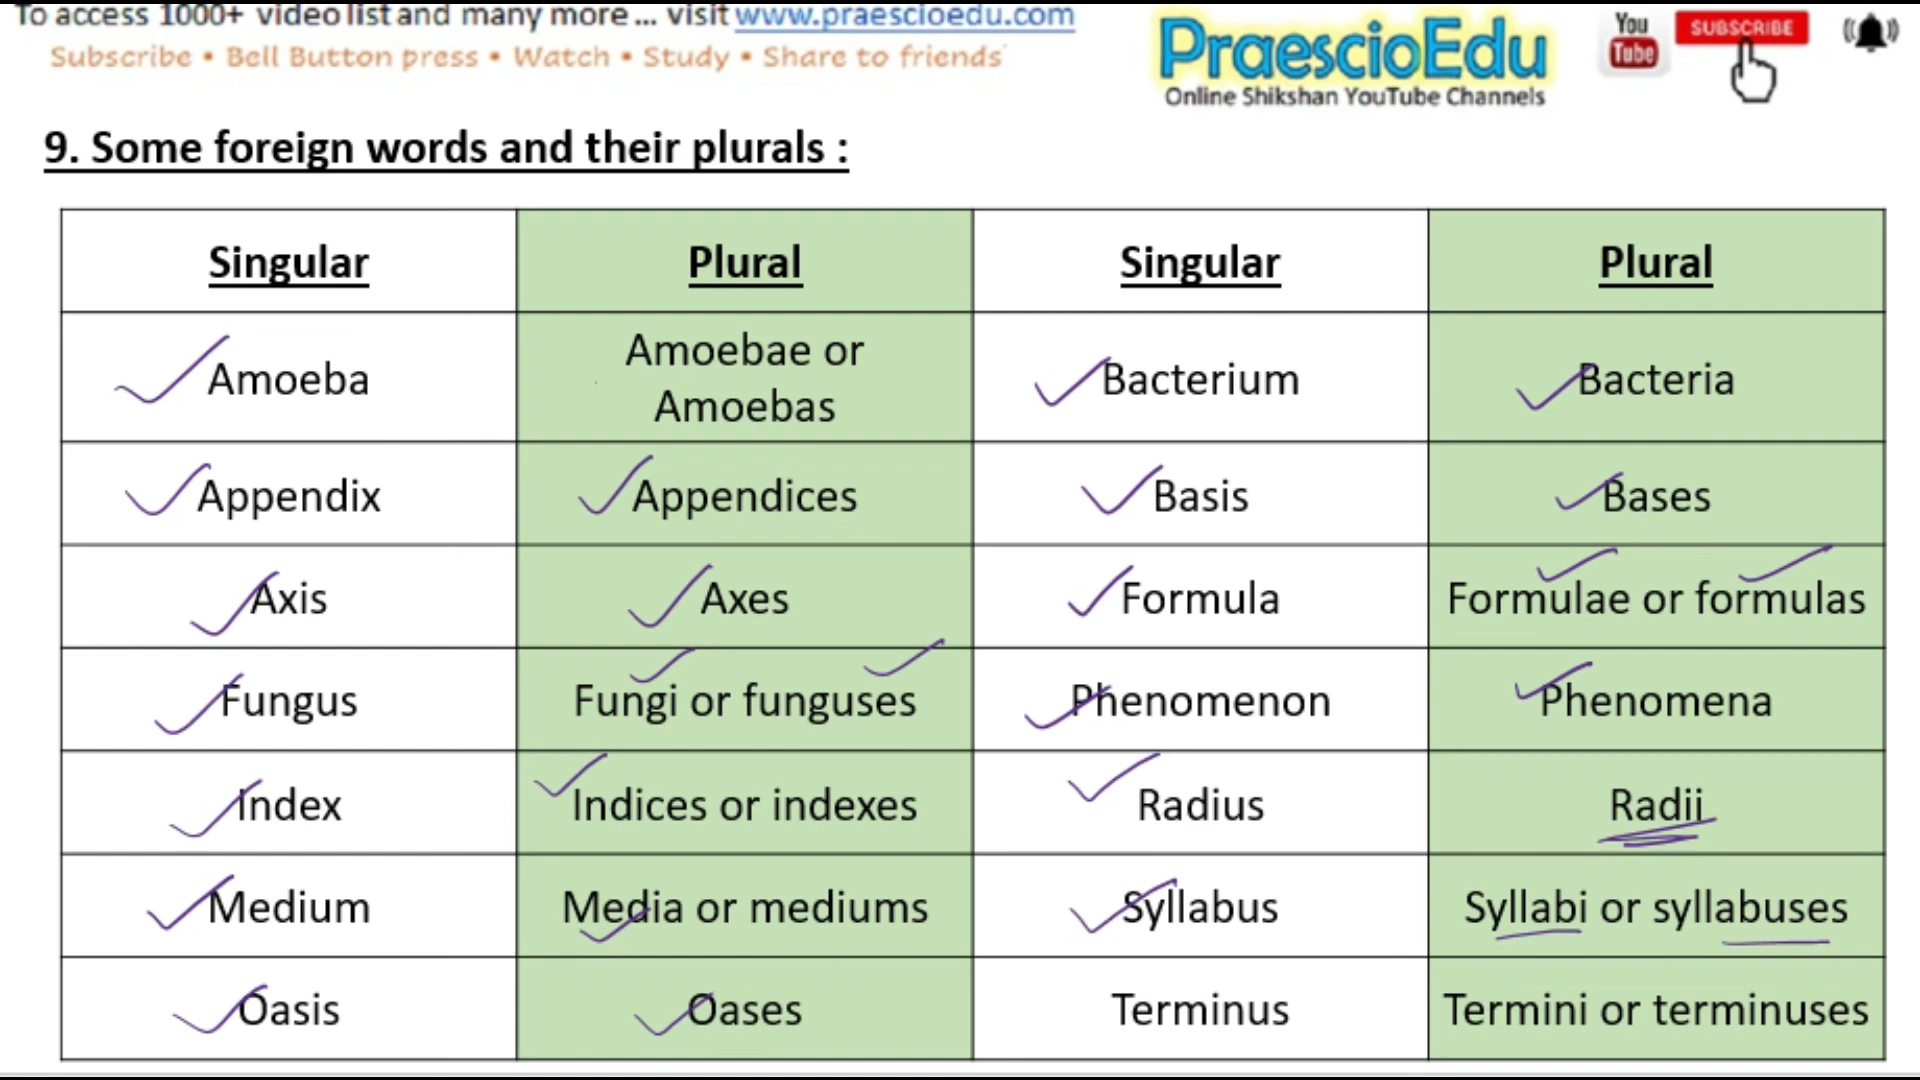 To access 1000+ video list and many more... visit www.praescioedu.com
Subscribe • Bell Button press • Watch • Study • Share to friends
PraescioEdu
Online Shikshan YouTube Channels
You
Tube
SUBSCRIBE
9. Some foreign words and their plurals :
Singular Plural Singular Plural
Amoeba Amoebae or Amoebas Bacterium Bacteria
Appendix Appendices Basis Bases
Axis Axes Formula Formulae or formulas
Fungus Fungi or funguses Phenomenon Phenomena
Index Indices or indexes Radius Radii
Medium Media or mediums Syllabus Syllabi or syllabuses
Oasis Oases Terminus Termini or terminuses